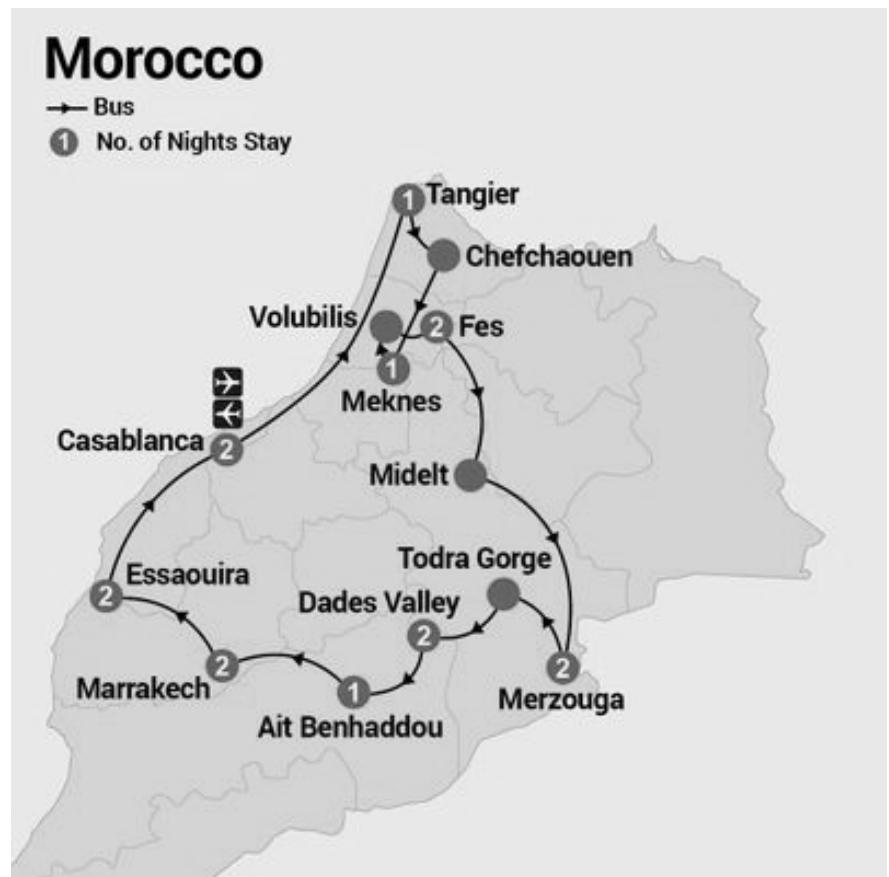 Morocco
Bus
1 No. of Nights Stay
1 Tangier
Chefchaouen
Volubilis
2 Fes
1
Meknes
Casablanca 2
Midelt
Todra Gorge
Essaouira
2
Dades Valley
2
2
Marrakech
1
Ait Benhaddou
2
Merzouga